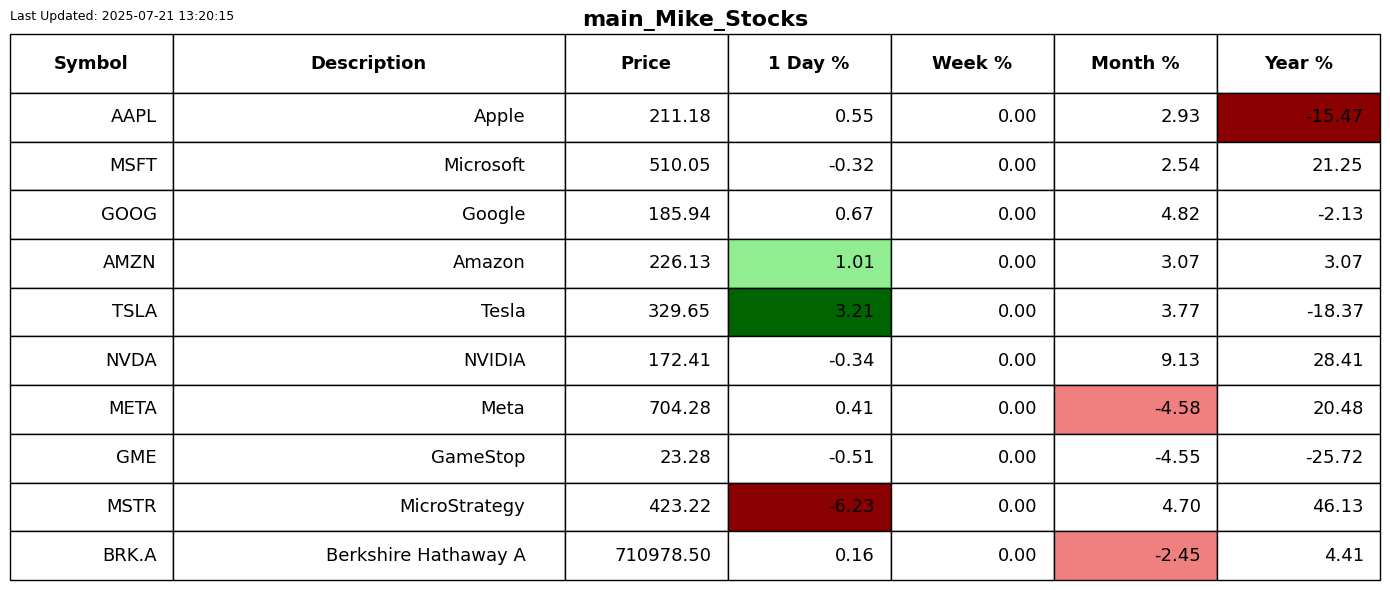 Last Updated: 2025-07-21 13:20:15
main_Mike_Stocks
Symbol Description Price 1 Day % Week % Month % Year %
AAPL Apple 211.18 0.55 0.00 2.93 -15.47
MSFT Microsoft 510.05 -0.32 0.00 2.54 21.25
GOOG Google 185.94 0.67 0.00 4.82 -2.13
AMZN Amazon 226.13 1.01 0.00 3.07 3.07
TSLA Tesla 329.65 3.21 0.00 3.77 -18.37
NVDA NVIDIA 172.41 -0.34 0.00 9.13 28.41
META Meta 704.28 0.41 0.00 -4.58 20.48
GME GameStop 23.28 -0.51 0.00 -4.55 -25.72
MSTR MicroStrategy 423.22 -6.23 0.00 4.70 46.13
BRK.A Berkshire Hathaway A 710978.50 0.16 0.00 -2.45 4.41